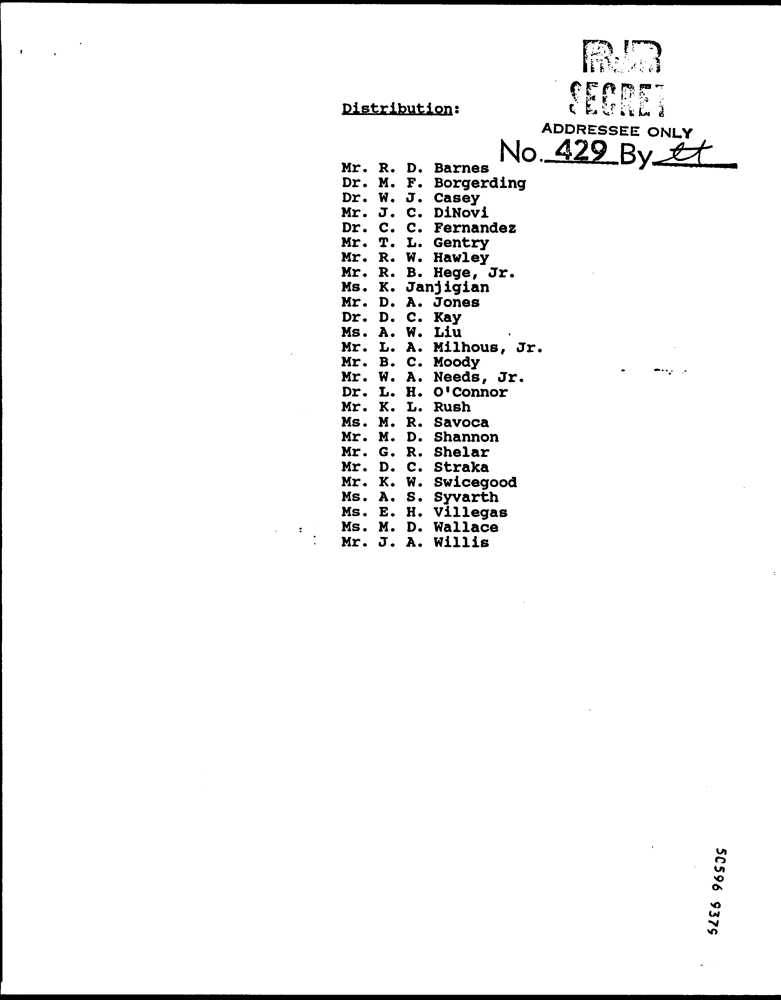 RJR
SECRET
ADDRESSEE ONLY
No. 429 By
Distribution:
Mr. R. D. Barnes
Dr. M. F. Borgerding
Dr. W. J. Casey
Mr. J. C. DiNovi
Dr. C. C. Fernandez
Mr. T. L. Gentry
Mr. R. W. Hawley
Mr. R. B. Hege, Jr.
Ms. K. Janjigian
Mr. D. A. Jones
Dr. D. C. Kay
Ms. A. W. Liu
Mr. L. A. Milhous, Jr.
Mr. B. C. Moody
Mr. W. A. Needs, Jr.
Dr. L. H. O'Connor
Mr. K. L. Rush
Ms. M. R. Savoca
Mr. M. D. Shannon
Mr. G. R. Shelar
Mr. D. C. Straka
Mr. K. W. Swicegood
Ms. A. S. Syvarth
Ms. E. H. Villegas
Ms. M. D. Wallace
Mr. J. A. Willis
50596 9375